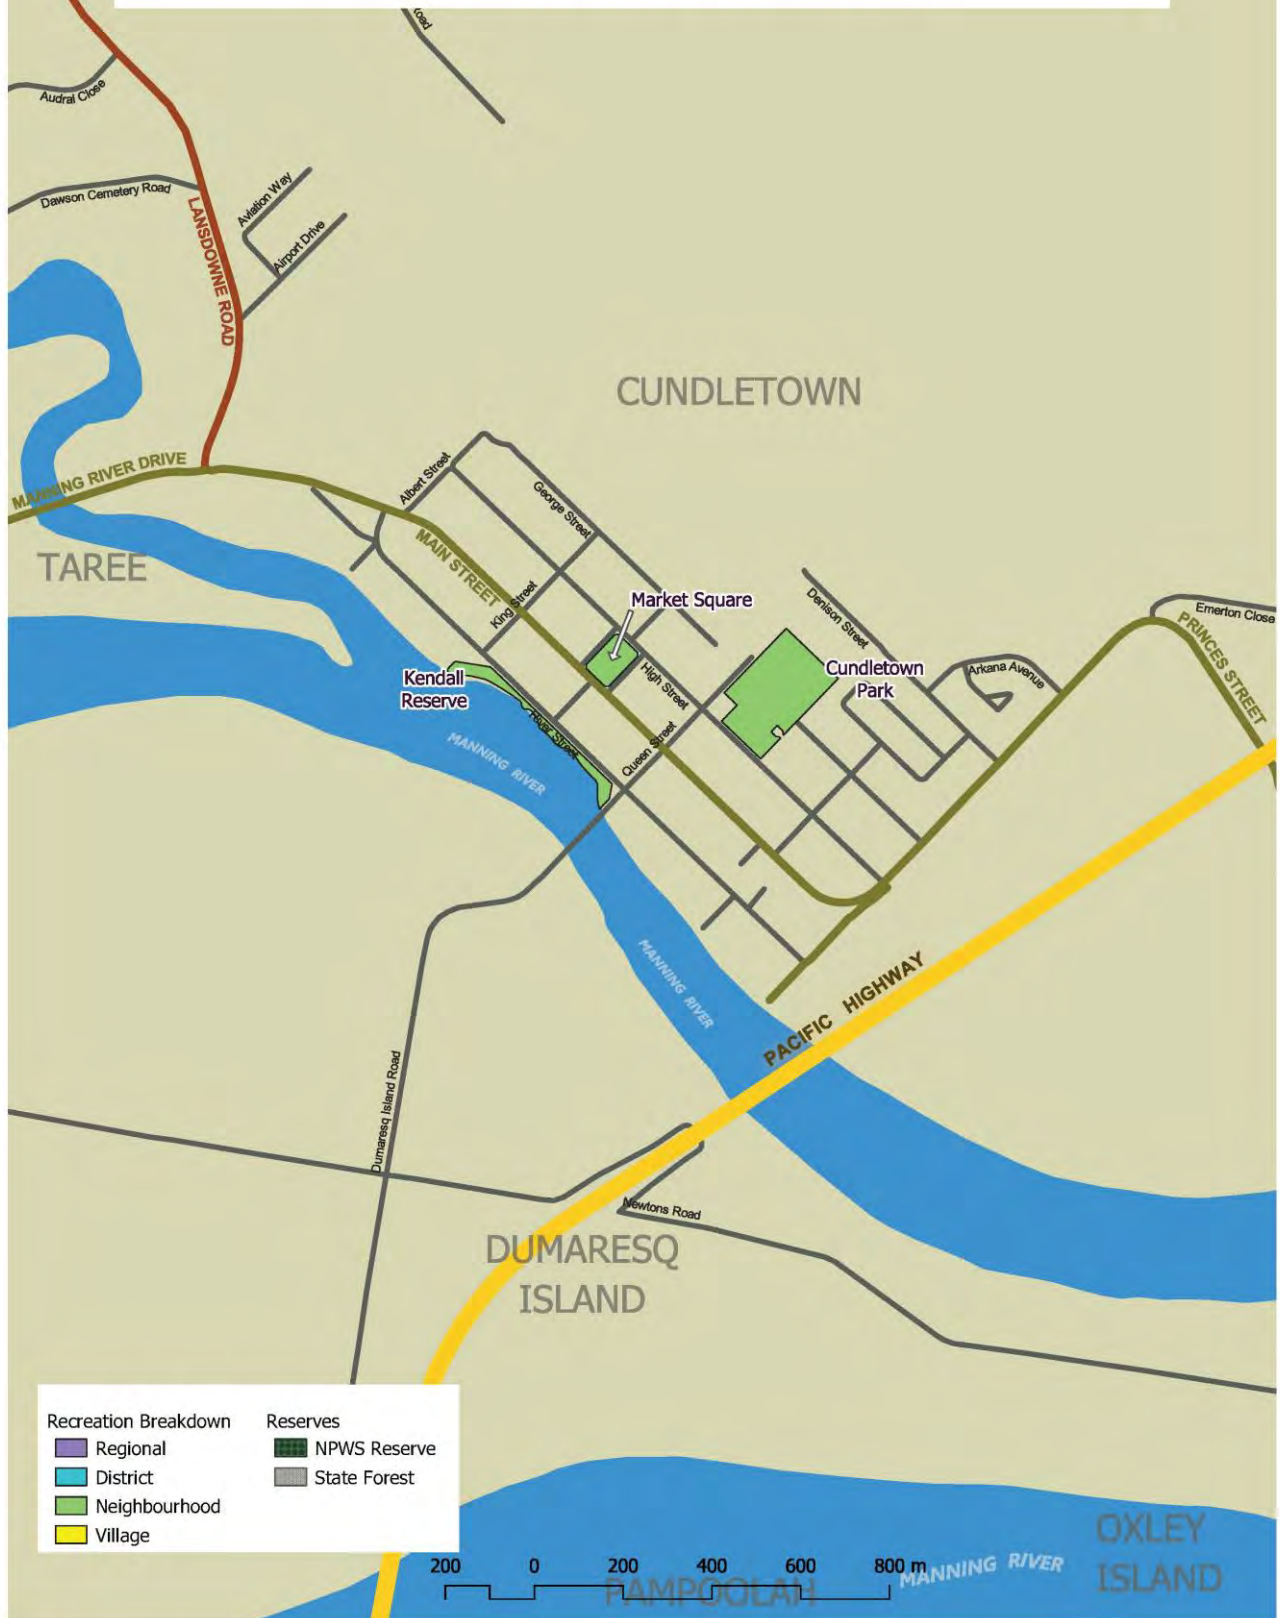 Audral Close
Dawson Cemetery Road
LANSDOWNE ROAD
Aviation Way
Airport Drive
CUNDLETOWN
MANNING RIVER DRIVE
TAREE
Albert Street
George Street
MAIN STREET
King Street
Market Square
Denison Street
Emerton Close
PRINCES STREET
Arkana Avenue
Cundletown
Park
Kendall
Reserve
High Street
River Street
Queen Street
MANNING RIVER
MANNING RIVER
PACIFIC HIGHWAY
Dumaresq Island Road
Newtons Road
DUMARESQ
ISLAND
Recreation Breakdown
Regional
District
Neighbourhood
Village
Reserves
NPWS Reserve
State Forest
200 0 200 400 600 800 m
PAMPOOLAH
MANNING RIVER
OXLEY
ISLAND